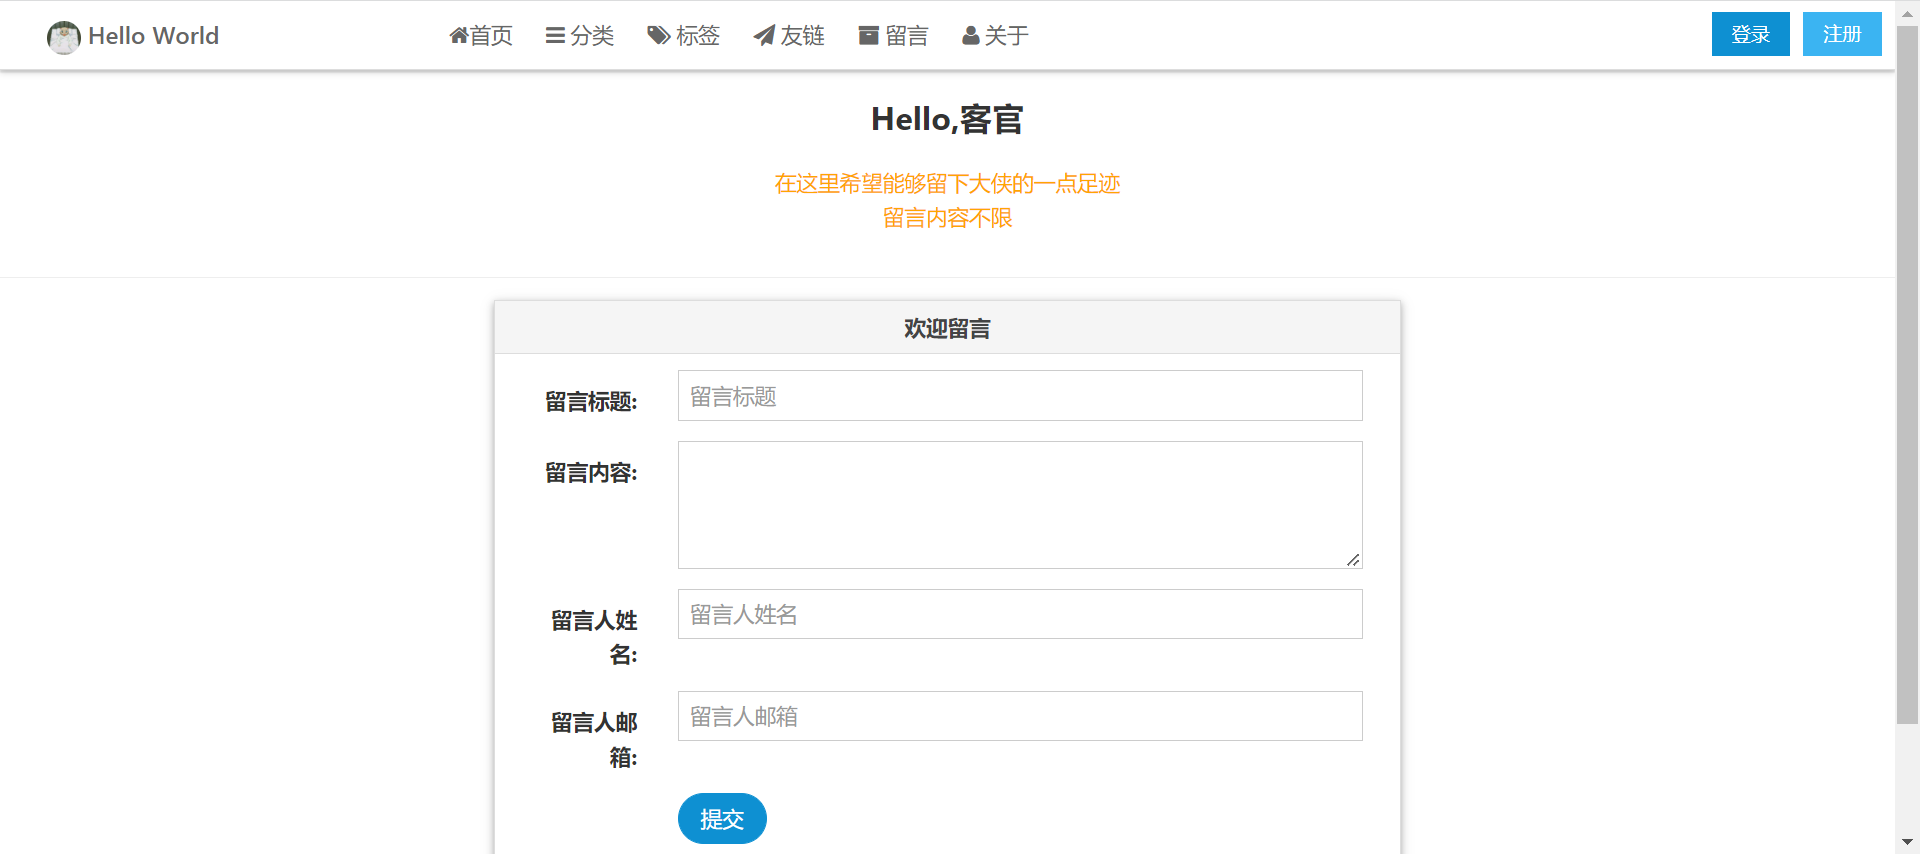 Hello World 首页 分类 标签 友链 留言 关于 登录 注册
Hello,客官
在这里希望能够留下大侠的一点足迹
留言内容不限
欢迎留言
留言标题: 留言标题
留言内容:
留言人姓 留言人姓名
名:
留言人邮 留言人邮箱
箱:
提交